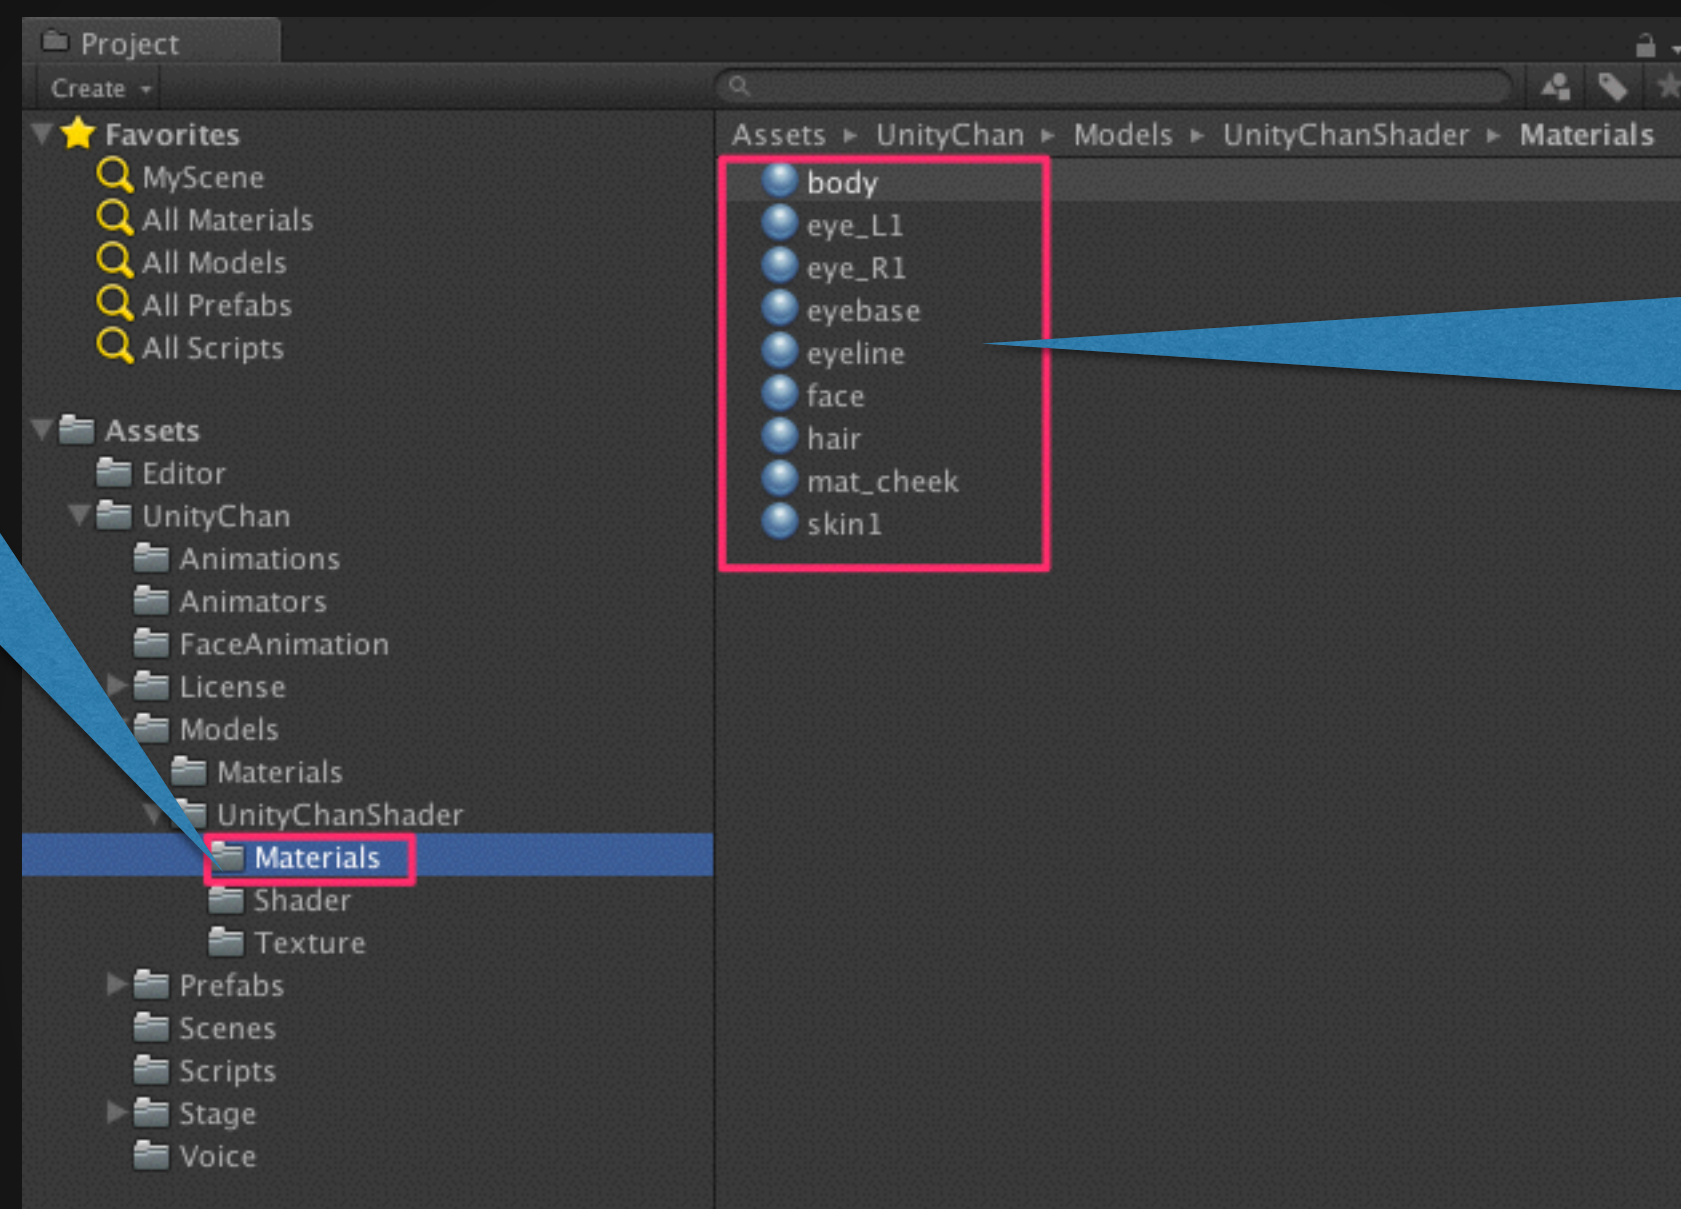 Project
Create
Favorites
MyScene
All Materials
All Models
All Prefabs
All Scripts
Assets
Editor
UnityChan
Animations
Animators
FaceAnimation
License
Models
Materials
UnityChanShader
Materials
Shader
Texture
Prefabs
Scenes
Scripts
Stage
Voice
Assets ▸ UnityChan ▸ Models ▸ UnityChanShader ▸ Materials
body
eye_L1
eye_R1
eyebase
eyeline
face
hair
mat_cheek
skin1